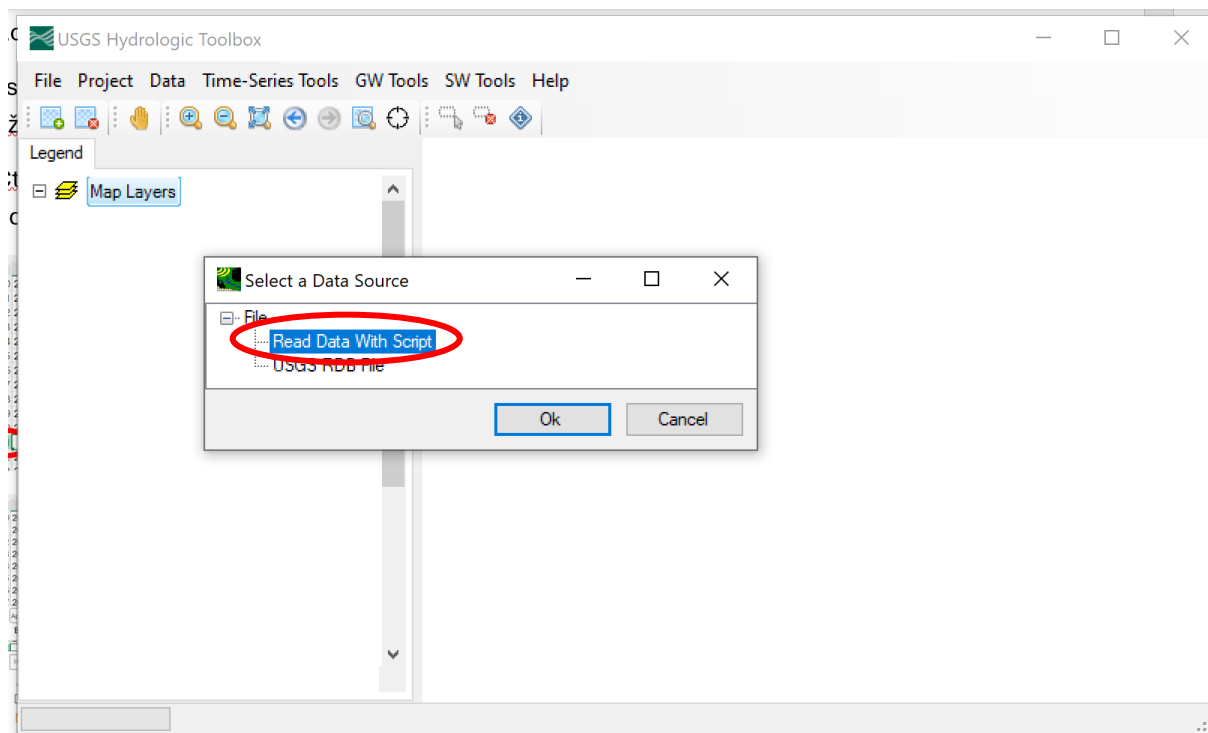 USGS Hydrologic Toolbox
File Project Data Time-Series Tools GW Tools SW Tools Help
Legend
Map Layers
Select a Data Source
File
Read Data With Script
USGS RDB File
Ok Cancel